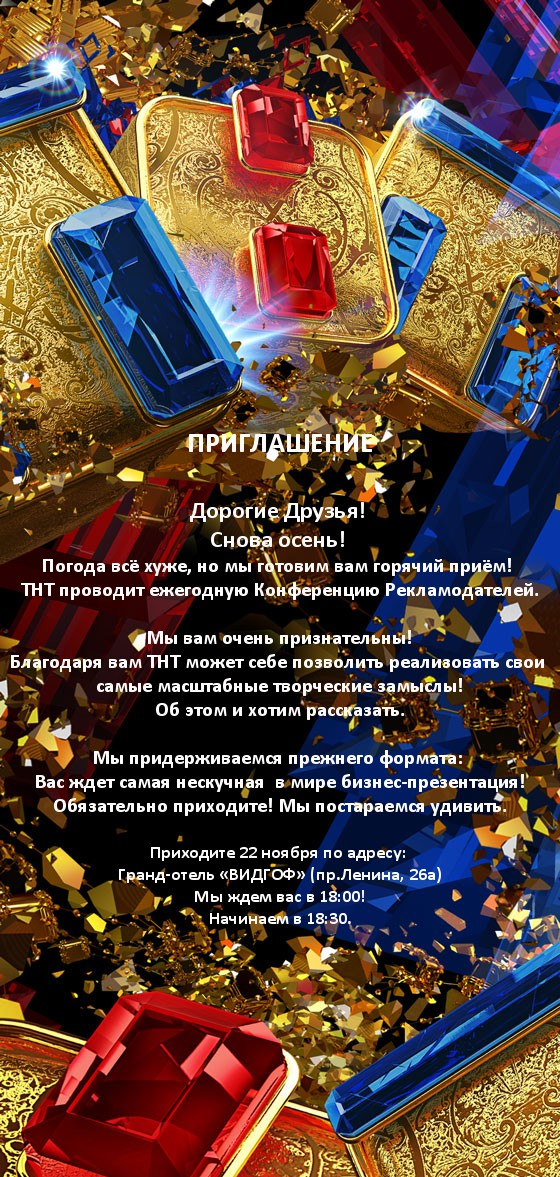 ПРИГЛАШЕНИЕ
Дорогие Друзья!
Снова осень!
Погода всё хуже, но мы готовим вам горячий приём!
ТНТ проводит ежегодную Конференцию Рекламодателей.
Мы вам очень признательны!
Благодаря вам ТНТ может себе позволить реализовать свои
самые масштабные творческие замыслы!
Об этом и хотим рассказать.
Мы придерживаемся прежнего формата:
Вас ждет самая нескучная  в мире бизнес-презентация!
Обязательно приходите! Мы постараемся удивить.
Приходите 22 ноября по адресу:
Гранд-отель «ВИДГОФ» (пр.Ленина, 26а)
Мы ждем вас в 18:00!
Начинаем в 18:30.